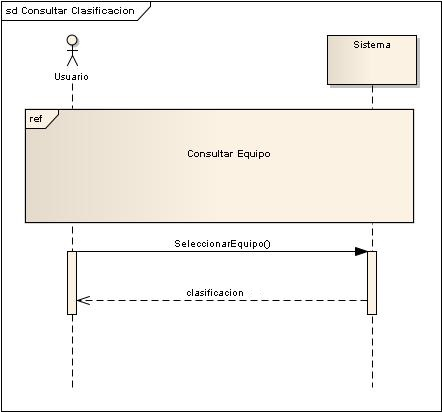 sd Consultar Clasificacion
Usuario
Sistema
ref
Consultar Equipo
SeleccionarEquipo()
clasificacion